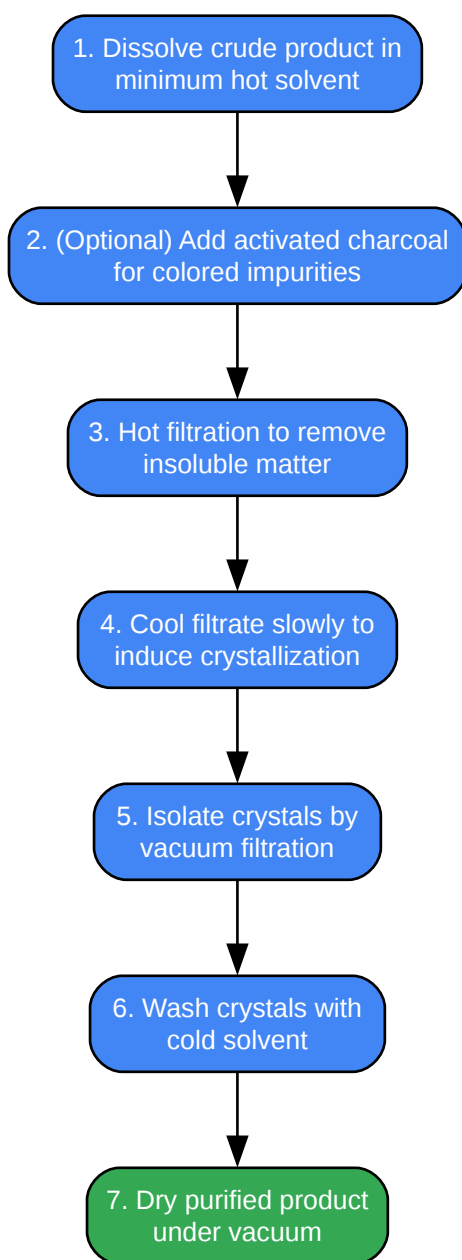 1. Dissolve crude product in
minimum hot solvent
2. (Optional) Add activated charcoal
for colored impurities
3. Hot filtration to remove
insoluble matter
4. Cool filtrate slowly to
induce crystallization
5. Isolate crystals by
vacuum filtration
6. Wash crystals with
cold solvent
7. Dry purified product
under vacuum